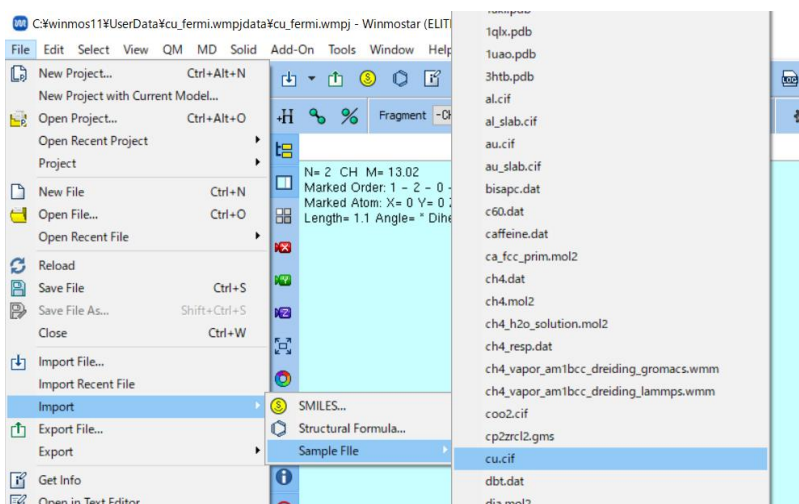 C:¥winmos11¥UserData¥cu_fermi.wmpjdata¥cu_fermi.wmpj - Winmostar (ELITE
File Edit Select View QM MD Solid Add-On Tools Window Help
New Project... Ctrl+Alt+N
New Project with Current Model...
Open Project... Ctrl+Alt+O
Open Recent Project
Project
New File Ctrl+N
Open File... Ctrl+O
Open Recent File
Reload
Save File Ctrl+S
Save File As... Shift+Ctrl+S
Close Ctrl+W
Import File...
Import Recent File
Import
Export File...
Export
Get Info
Open in Text Editor
+H Fragment -CH
N= 2 CH M= 13.02
Marked Order: 1 - 2 - 0 -
Marked Atom: X= 0 Y= 0
Length= 1.1 Angle= * Dihe
SMILES...
Structural Formula...
Sample FIle
1qlx.pdb
1uao.pdb
3htb.pdb
al.cif
al_slab.cif
au.cif
au_slab.cif
bisapc.dat
c60.dat
caffeine.dat
ca_fcc_prim.mol2
ch4.dat
ch4.mol2
ch4_h2o_solution.mol2
ch4_resp.dat
ch4_vapor_am1bcc_dreiding_gromacs.wmm
ch4_vapor_am1bcc_dreiding_lammps.wmm
coo2.cif
cp2zrcl2.gms
cu.cif
dbt.dat
dia.mol2
LOG